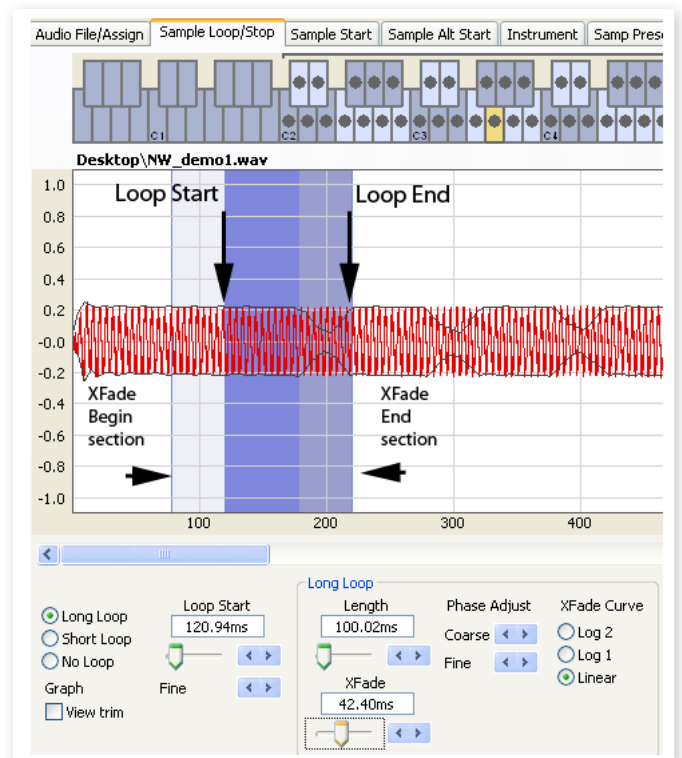 Audio File/Assign Sample Loop/Stop Sample Start Sample Alt Start Instrument Samp Prese
C1 C2 C3 C4
Desktop\NW_demo1.wav
Loop Start Loop End
1.0
0.8
0.6
0.4
0.2
-0.0
-0.2
-0.4
-0.6
-0.8
-1.0
XFade
Begin
section
XFade
End
section
100 200 300 400
Long Loop
Short Loop
No Loop
Graph
View trim
Loop Start
120.94ms
Fine
Long Loop
Length
100.02ms
XFade
42.40ms
Phase Adjust
Coarse
Fine
XFade Curve
Log 2
Log 1
Linear